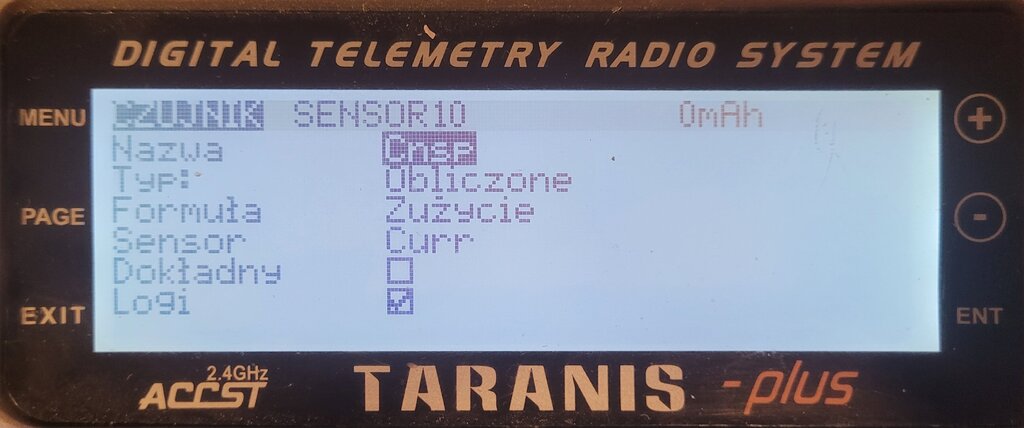 DIGITAL TELEMETRY RADIO SYSTEM
MENU
PAGE
EXIT
CZUJNIK SENSOR10 0mAh
Nazwa
Typ: Obliczone
Formuła Zużycie
Sensor Curr
Dokładny
Logi
+
-
ENT
2.4GHz
ACCST
TARANIS -plus